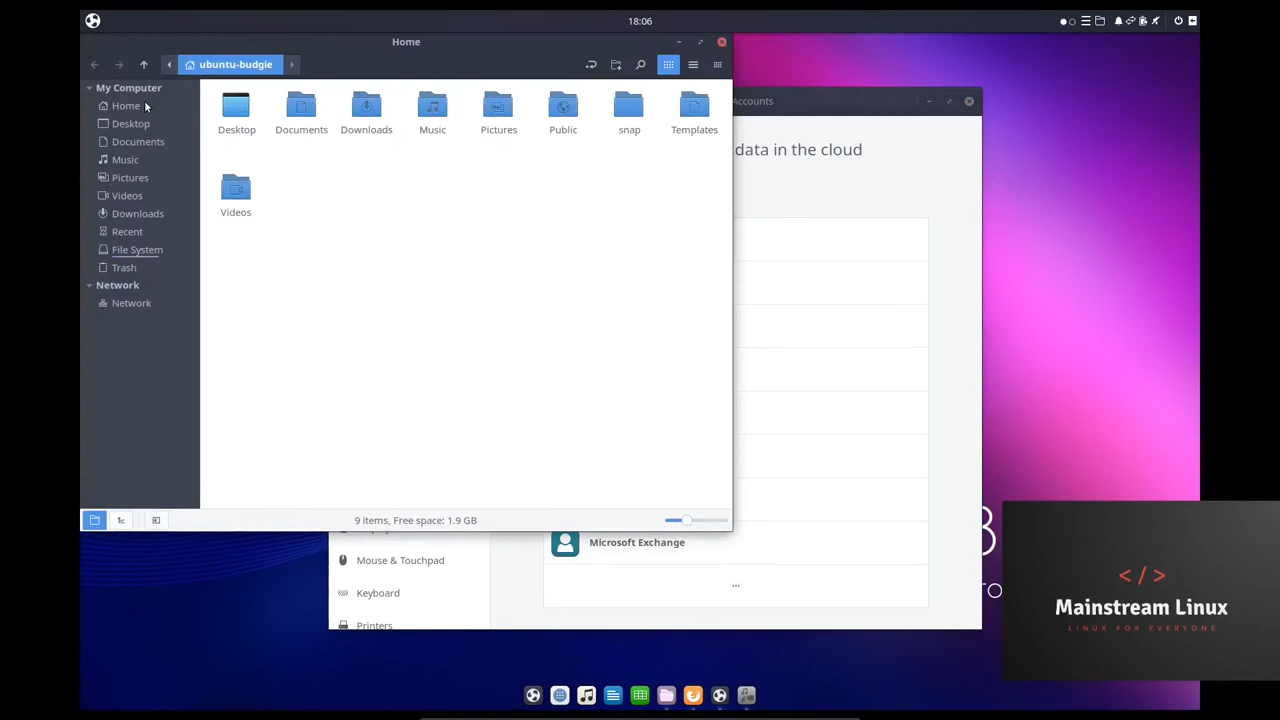 18:06
Home
ubuntu-budgie
My Computer
Home
Desktop
Documents
Music
Pictures
Videos
Downloads
Recent
File System
Trash
Network
Network
Desktop
Documents
Downloads
Music
Pictures
Public
snap
Templates
Videos
9 items, Free space: 1.9 GB
Accounts
data in the cloud
Microsoft Exchange
...
Mouse & Touchpad
Keyboard
Printers
</>
Mainstream Linux
LINUX FOR EVERYONE